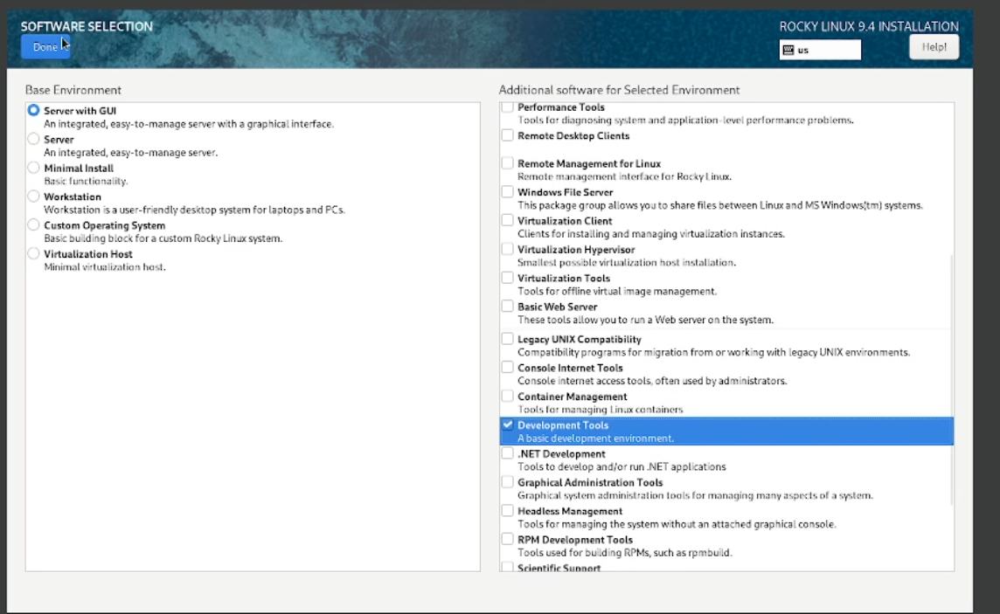 SOFTWARE SELECTION
Done
ROCKY LINUX 9.4 INSTALLATION
us
Help!
Base Environment
Server with GUI
An integrated, easy-to-manage server with a graphical interface.
Server
An integrated, easy-to-manage server.
Minimal Install
Basic functionality.
Workstation
Workstation is a user-friendly desktop system for laptops and PCs.
Custom Operating System
Basic building block for a custom Rocky Linux system.
Virtualization Host
Minimal virtualization host.
Additional software for Selected Environment
Performance Tools
Tools for diagnosing system and application-level performance problems.
Remote Desktop Clients
Remote Management for Linux
Remote management interface for Rocky Linux.
Windows File Server
This package group allows you to share files between Linux and MS Windows(tm) systems.
Virtualization Client
Clients for installing and managing virtualization instances.
Virtualization Hypervisor
Smallest possible virtualization host installation.
Virtualization Tools
Tools for offline virtual image management.
Basic Web Server
These tools allow you to run a Web server on the system.
Legacy UNIX Compatibility
Compatibility programs for migration from or working with legacy UNIX environments.
Console Internet Tools
Console internet access tools, often used by administrators.
Container Management
Tools for managing Linux containers
Development Tools
A basic development environment.
.NET Development
Tools to develop and/or run .NET applications
Graphical Administration Tools
Graphical system administration tools for managing many aspects of a system.
Headless Management
Tools for managing the system without an attached graphical console.
RPM Development Tools
Tools used for building RPMs, such as rpmbuild.
Scientific Support